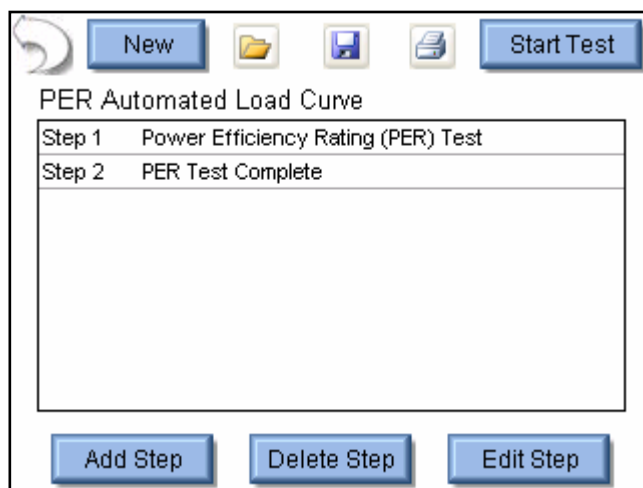 New
Start Test
PER Automated Load Curve
Step 1 Power Efficiency Rating (PER) Test
Step 2 PER Test Complete
Add Step
Delete Step
Edit Step